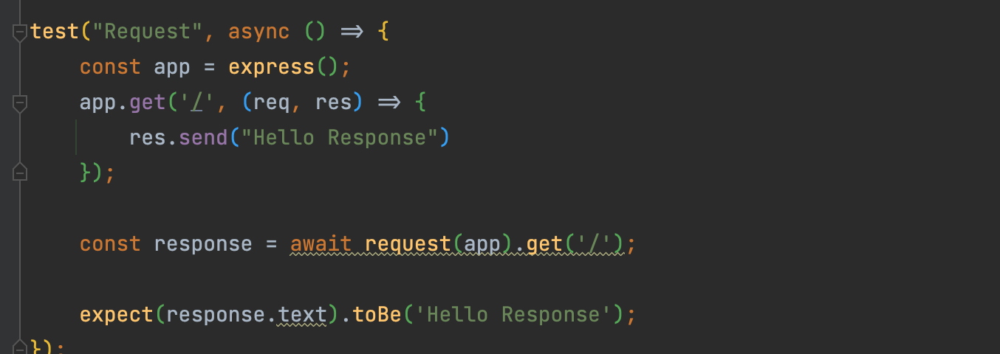 test("Request", async () => {
    const app = express();
    app.get('/', (req, res) => {
        res.send("Hello Response")
    });

    const response = await request(app).get('/');

    expect(response.text).toBe('Hello Response');
});